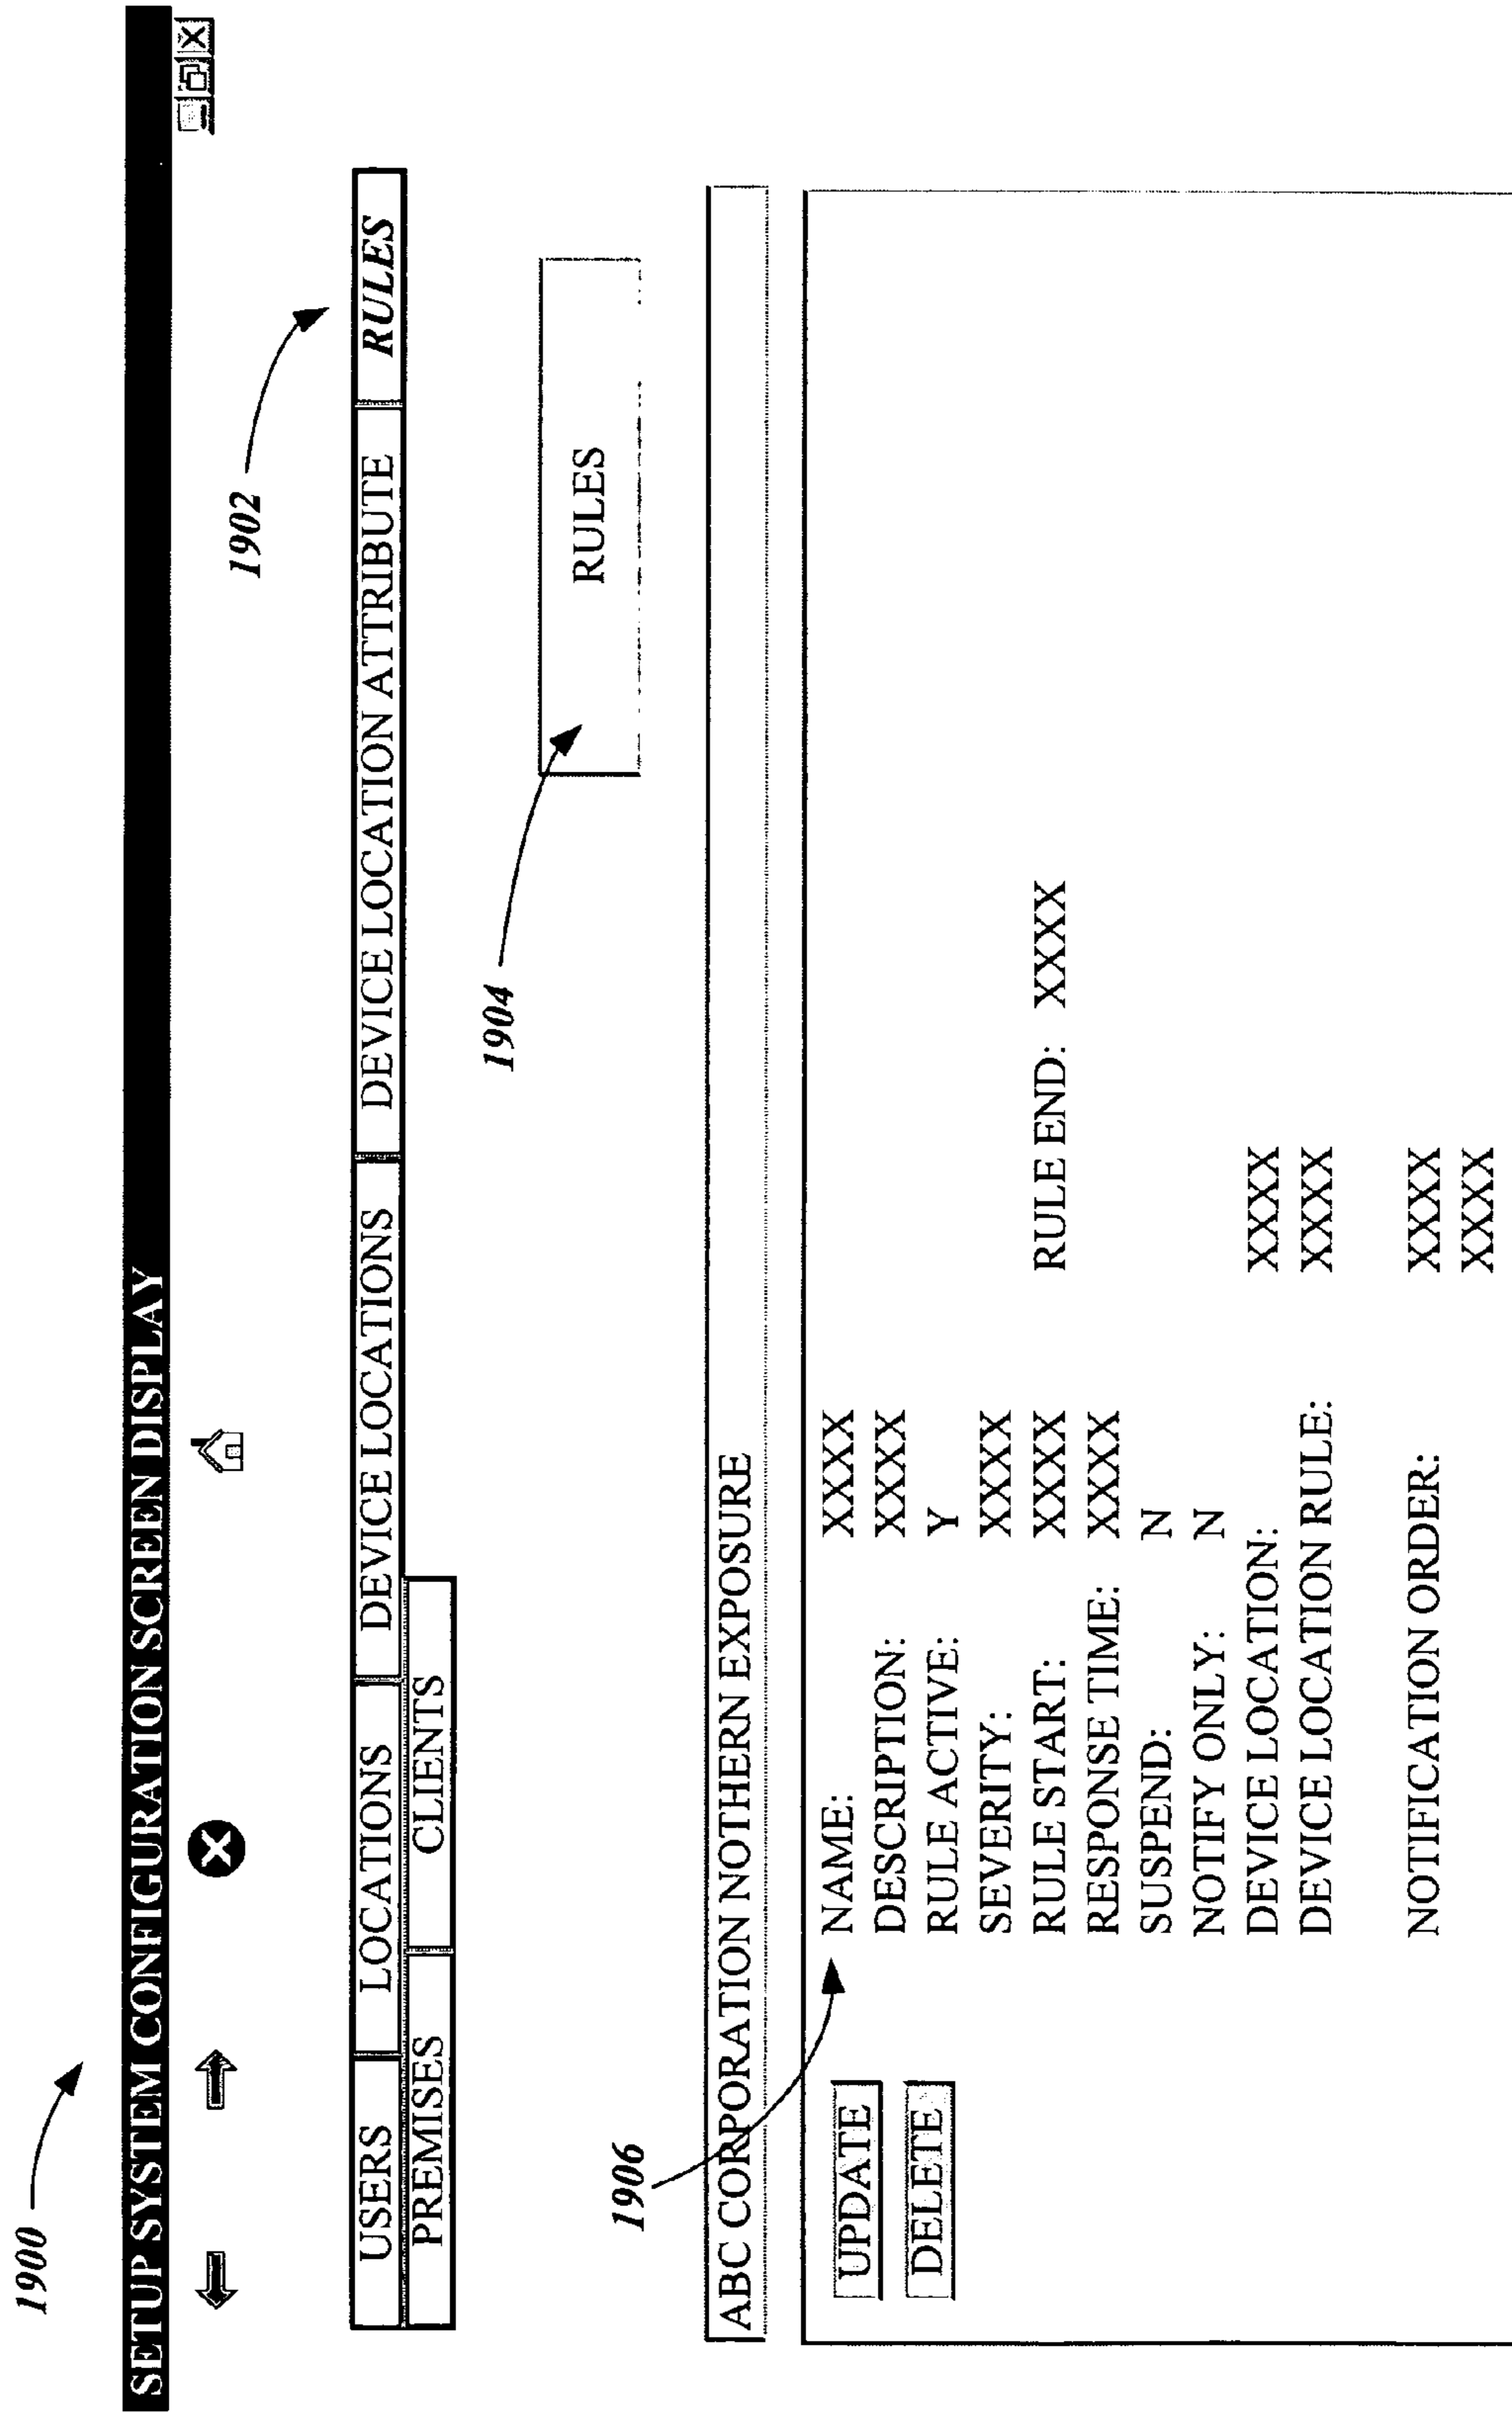 1900
SETUP SYSTEM CONFIGURATION SCREEN DISPLAY
1902
USERS LOCATIONS DEVICE LOCATIONS DEVICE LOCATION ATTRIBUTE RULES
PREMISES CLIENTS
1904
RULES
1906
ABC CORPORATION NOTHERN EXPOSURE
UPDATE
DELETE
NAME: XXXX
DESCRIPTION: XXXX
RULE ACTIVE: Y
SEVERITY: XXXX
RULE START: XXXX RULE END: XXXX
RESPONSE TIME: XXXX
SUSPEND: N
NOTIFY ONLY: N
DEVICE LOCATION: XXXX
DEVICE LOCATION RULE: XXXX
NOTIFICATION ORDER: XXXX
XXXX